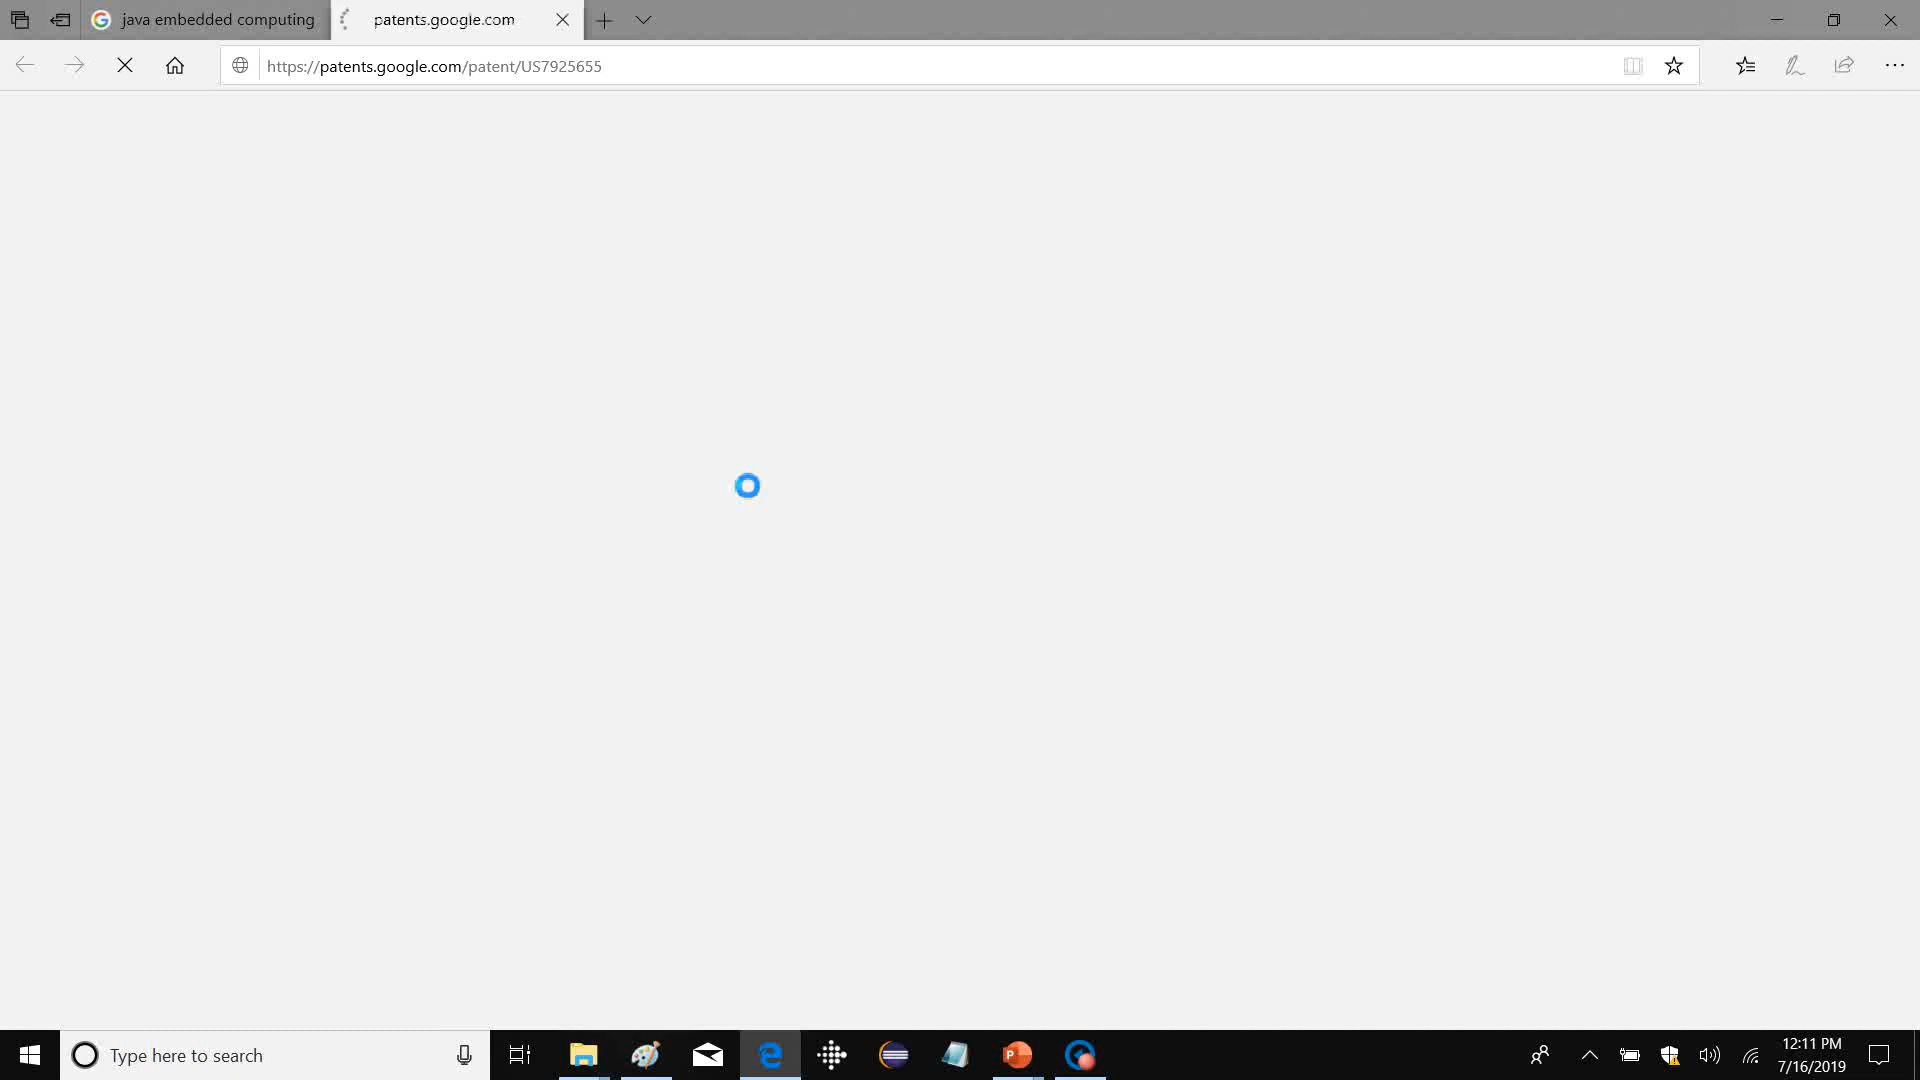 java embedded computing
patents.google.com
https://patents.google.com/patent/US7925655
Type here to search
12:11 PM
7/16/2019